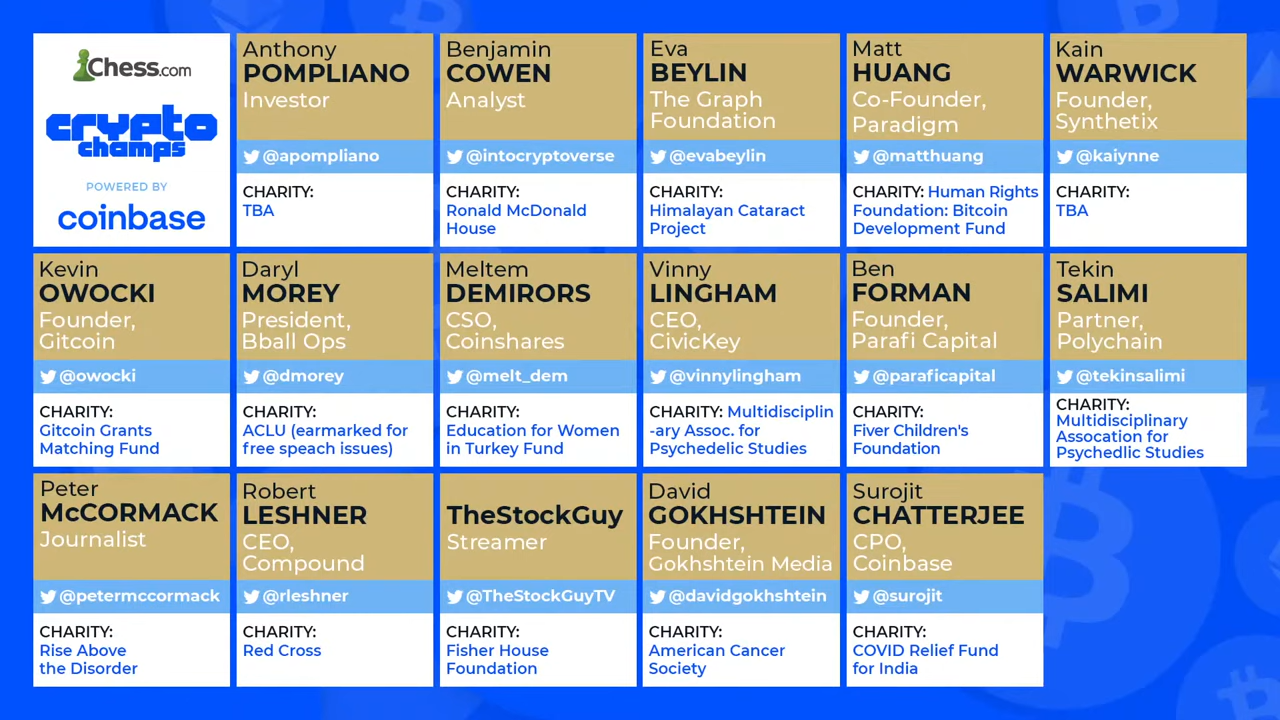 Chess.com
crypto
champs
POWERED BY
coinbase
Anthony
POMPLIANO
Investor
@apompliano
CHARITY:
TBA
Benjamin
COWEN
Analyst
@intocryptoverse
CHARITY:
Ronald McDonald
House
Eva
BEYLIN
The Graph
Foundation
@evabeylin
CHARITY:
Himalayan Cataract
Project
Matt
HUANG
Co-Founder,
Paradigm
@matthuang
CHARITY: Human Rights
Foundation: Bitcoin
Development Fund
Kain
WARWICK
Founder,
Synthetix
@kaiynne
CHARITY:
TBA
Kevin
OWOCKI
Founder,
Gitcoin
@owocki
CHARITY:
Gitcoin Grants
Matching Fund
Daryl
MOREY
President,
Bball Ops
@dmorey
CHARITY:
ACLU (earmarked for
free speach issues)
Meltem
DEMIRORS
CSO,
Coinshares
@melt_dem
CHARITY:
Education for Women
in Turkey Fund
Vinny
LINGHAM
CEO,
CivicKey
@vinnylingham
CHARITY: Multidisciplin
-ary Assoc. for
Psychedelic Studies
Ben
FORMAN
Founder,
Parafi Capital
@paraficapital
CHARITY:
Fiver Children's
Foundation
Tekin
SALIMI
Partner,
Polychain
@tekinsalimi
CHARITY:
Multidisciplinary
Assocation for
Psychedlic Studies
Peter
McCORMACK
Journalist
@petermccormack
CHARITY:
Rise Above
the Disorder
Robert
LESHNER
CEO,
Compound
@rleshner
CHARITY:
Red Cross
TheStockGuy
Streamer
@TheStockGuyTV
CHARITY:
Fisher House
Foundation
David
GOKHSHTEIN
Founder,
Gokhshtein Media
@davidgokhshtein
CHARITY:
American Cancer
Society
Surojit
CHATTERJEE
CPO,
Coinbase
@surojit
CHARITY:
COVID Relief Fund
for India